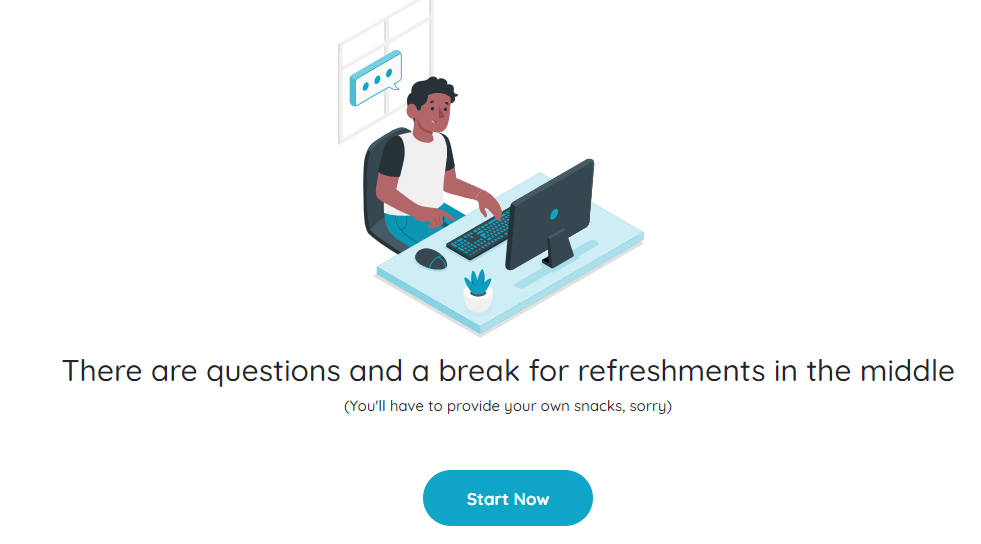 There are questions and a break for refreshments in the middle
(You'll have to provide your own snacks, sorry)
Start Now